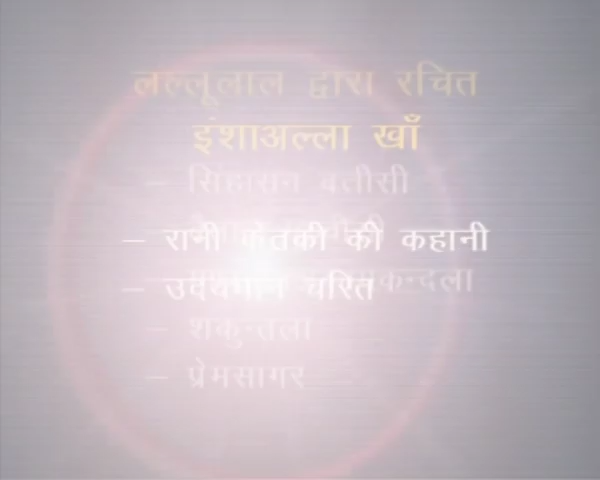 लल्लूलाल द्वारा रचित
इंशाअल्ला खाँ
– सिंहासन बतीसी
– रानी केतकी की कहानी
– उदयभान चरित
– शकुन्तला
– प्रेमसागर